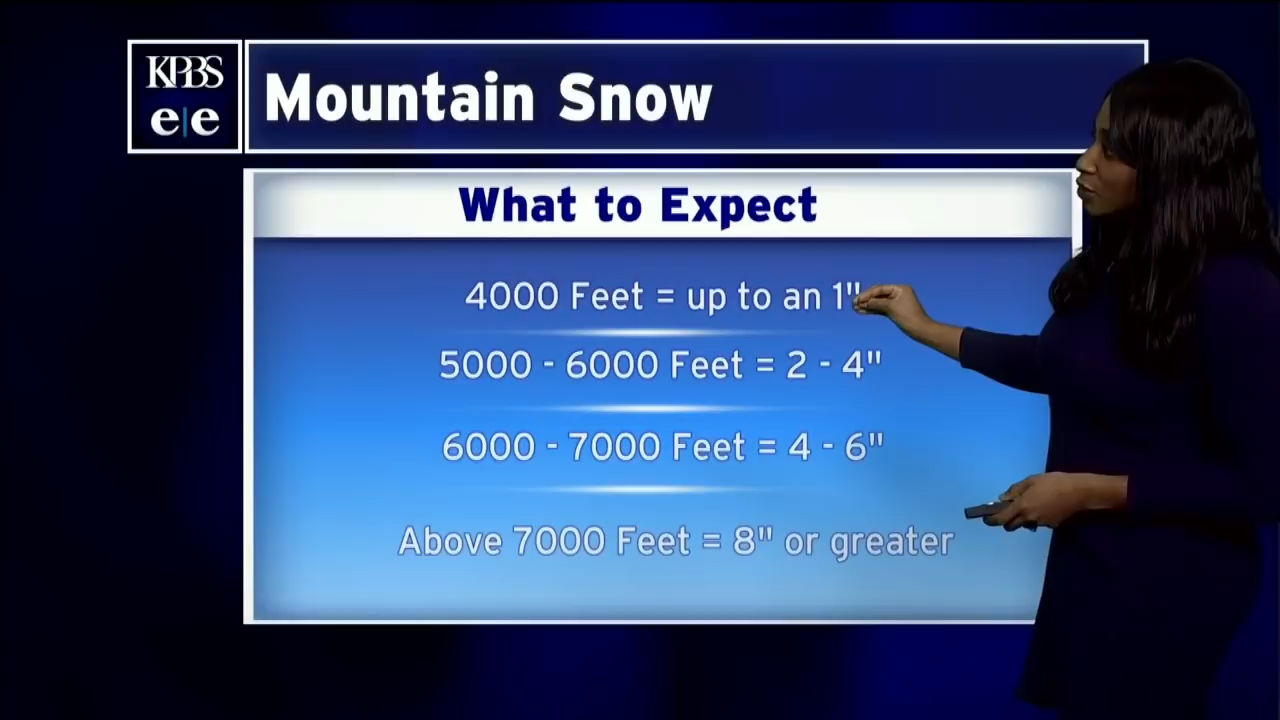 KPBS
e|e
Mountain Snow
What to Expect
4000 Feet = up to an 1"
5000 - 6000 Feet = 2 - 4"
6000 - 7000 Feet = 4 - 6"
Above 7000 Feet = 8" or greater